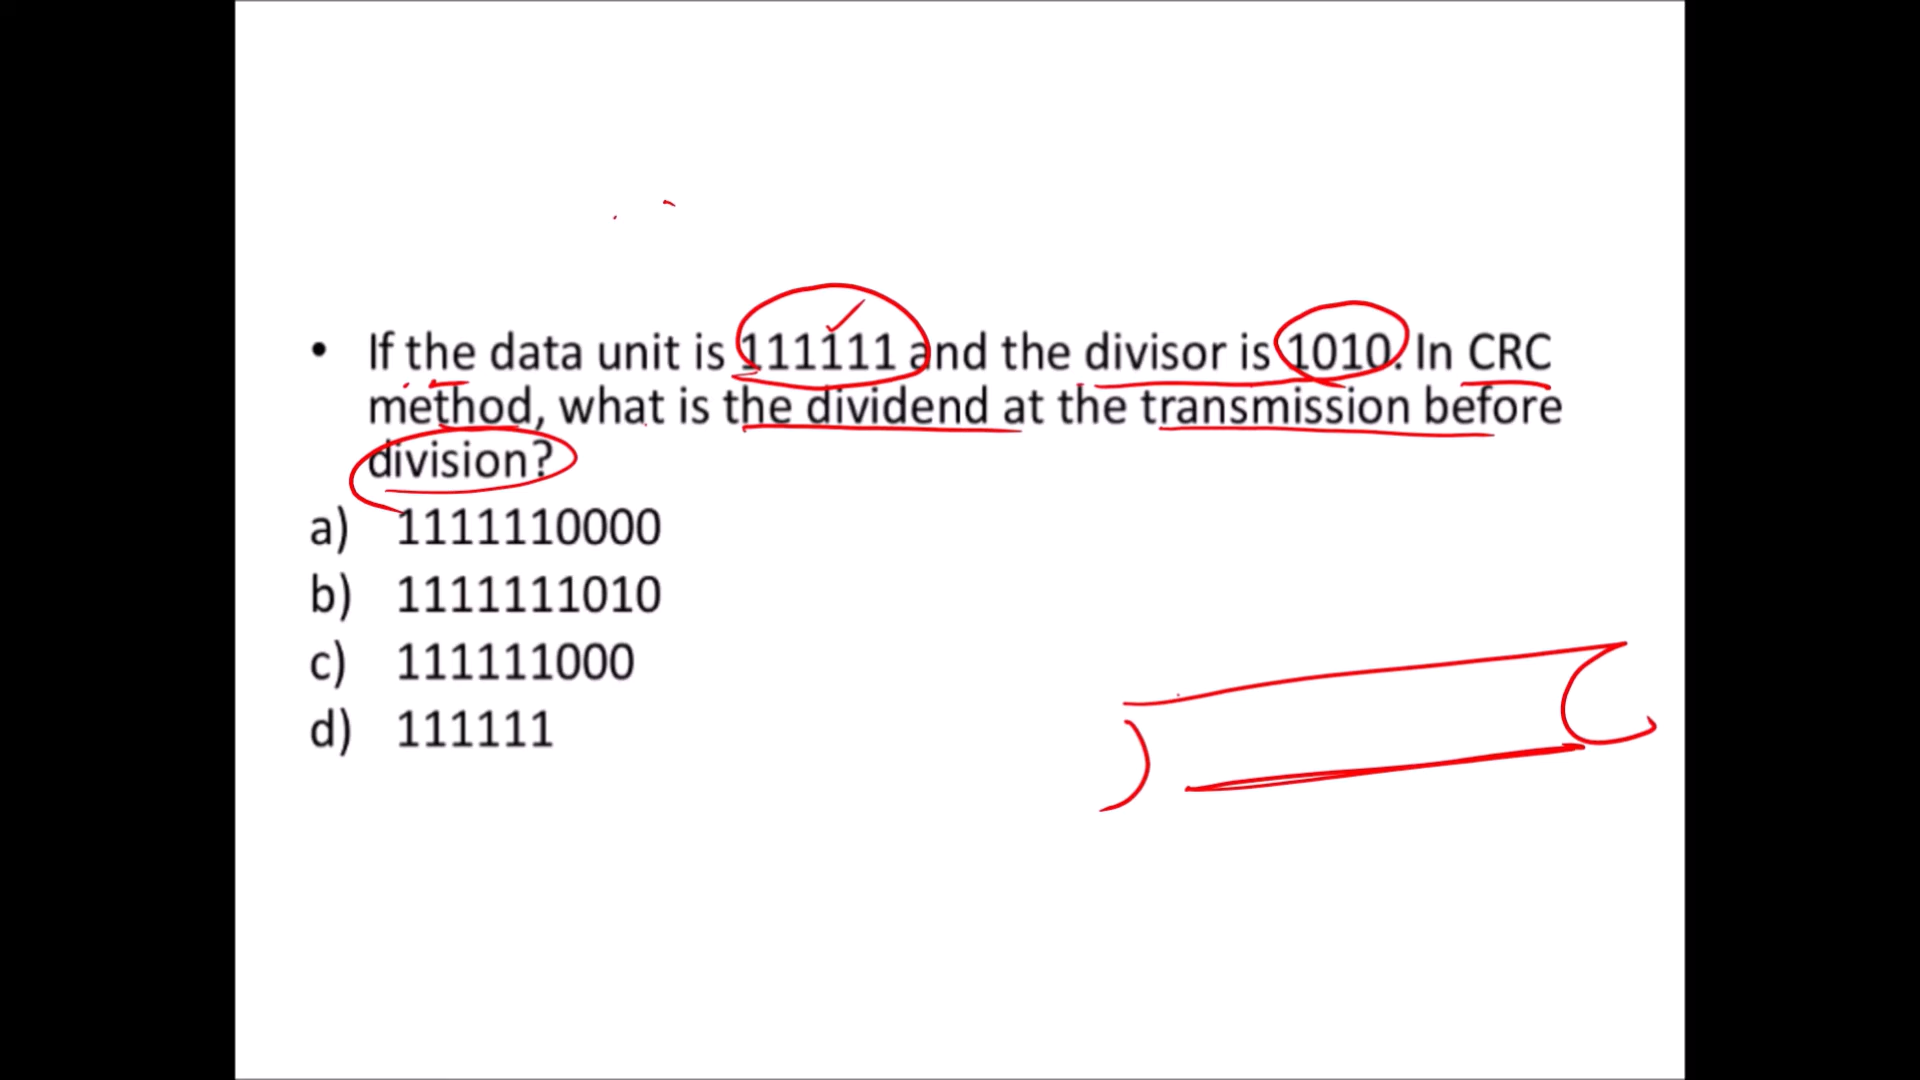 • If the data unit is 111111 and the divisor is 1010. In CRC
method, what is the dividend at the transmission before
division?
a) 1111110000
b) 1111111010
c) 111111000
d) 111111